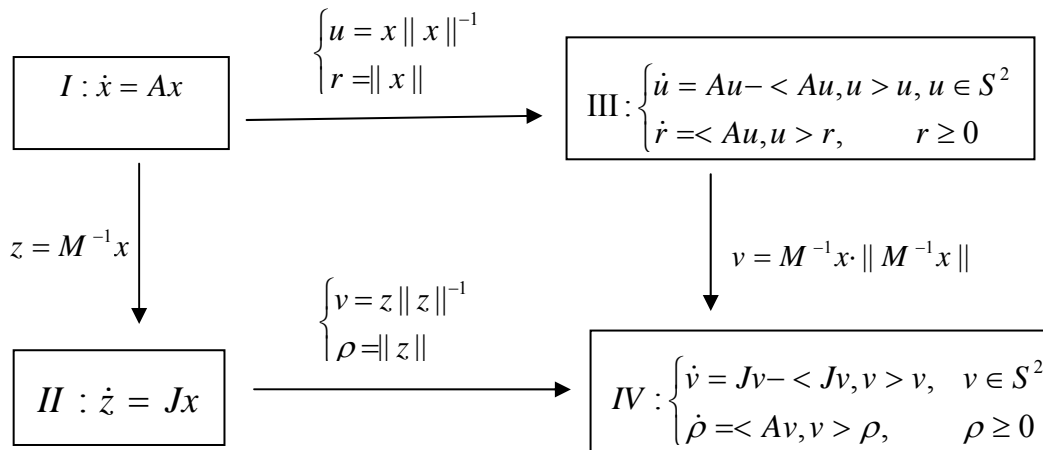 u = x || x ||⁻¹
r =|| x ||
I : ẋ = Ax
III : u̇ = Au− < Au, u > u, u ∈ S²
ṙ =< Au, u > r, r ≥ 0
z = M⁻¹x
v = M⁻¹x· || M⁻¹x ||
v = z || z ||⁻¹
ρ =|| z ||
II : ż = Jx
IV : v̇ = Jv− < Jv, v > v, v ∈ S²
ρ̇ =< Av, v > ρ, ρ ≥ 0